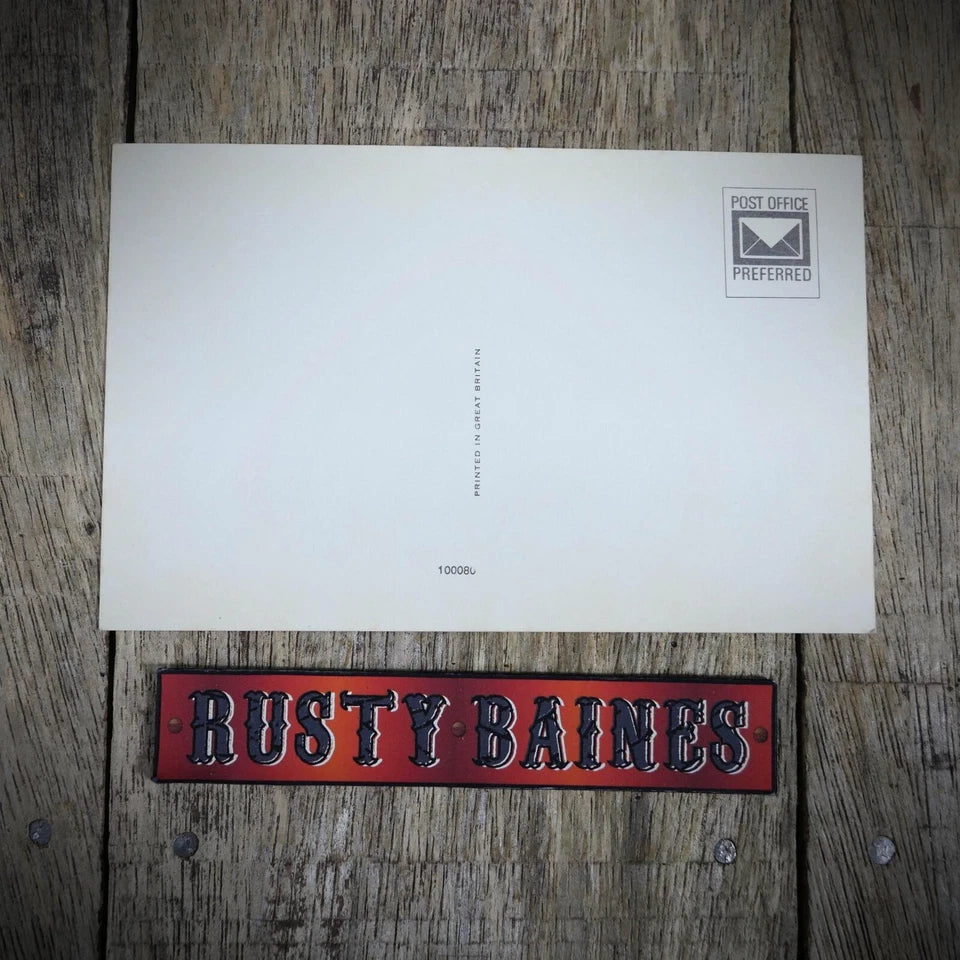 POST OFFICE
PREFERRED
PRINTED IN GREAT BRITAIN
RUSTY BAINES